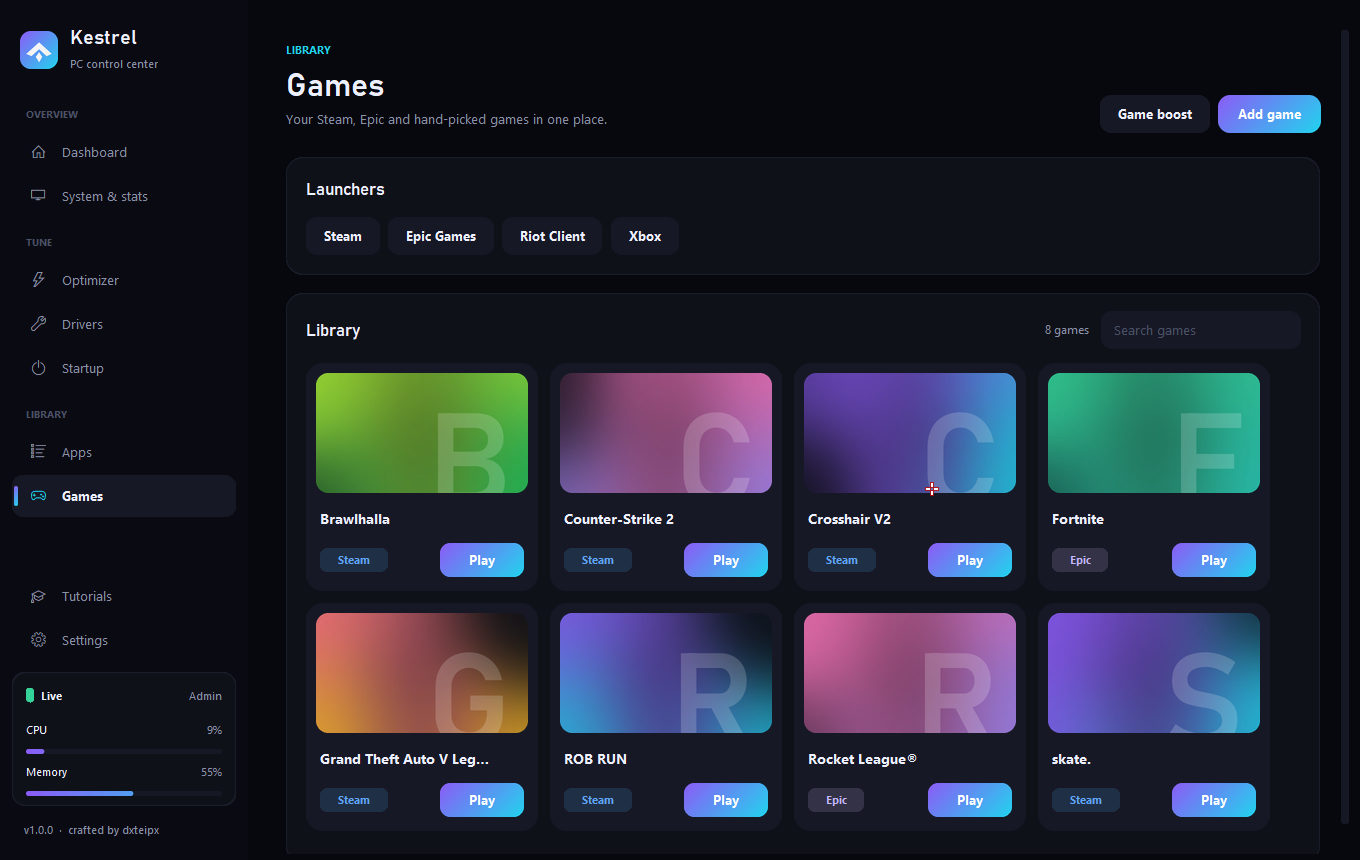 Kestrel
PC control center
OVERVIEW
Dashboard
System & stats
TUNE
Optimizer
Drivers
Startup
LIBRARY
Apps
Games
Tutorials
Settings
Live Admin
CPU 9%
Memory 55%
v1.0.0 · crafted by dxteipx
LIBRARY
Games
Your Steam, Epic and hand-picked games in one place.
Game boost Add game
Launchers
Steam Epic Games Riot Client Xbox
Library 8 games Search games
B C C F
Brawlhalla Counter-Strike 2 Crosshair V2 Fortnite
Steam Play Steam Play Steam Play Epic Play
G R R S
Grand Theft Auto V Leg... ROB RUN Rocket League® skate.
Steam Play Steam Play Epic Play Steam Play